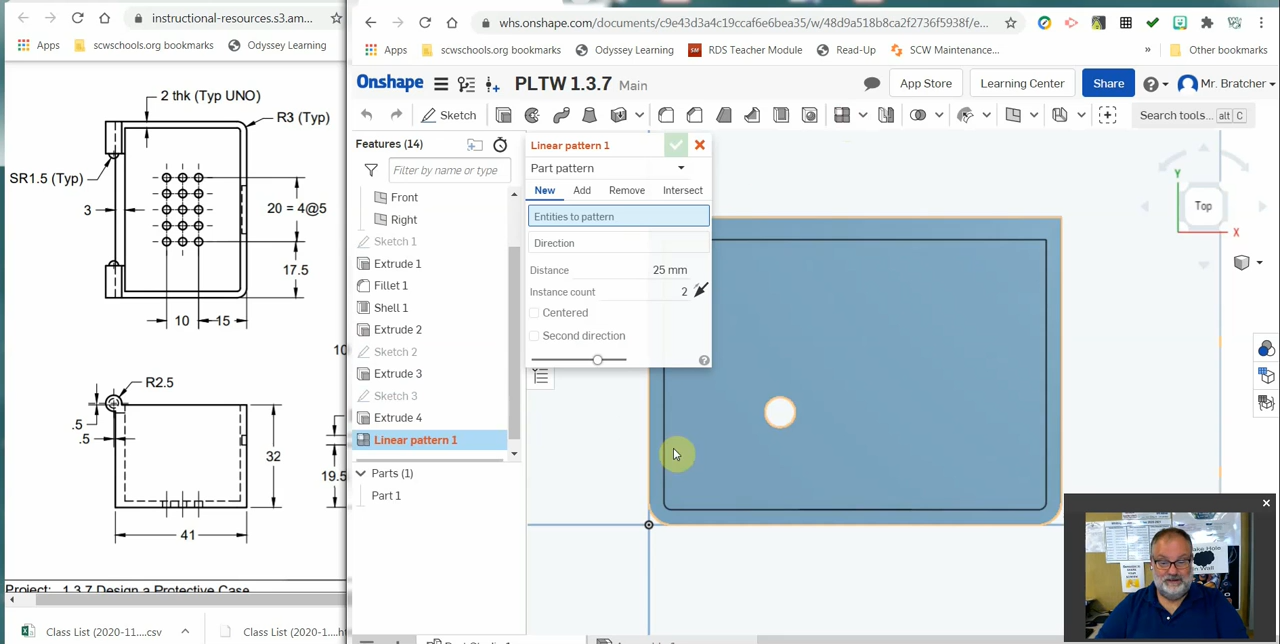 instructional-resources.s3.am...
Apps
scwschools.org bookmarks
Odyssey Learning
2 thk (Typ UNO)
R3 (Typ)
SR1.5 (Typ)
3
20 = 4@5
17.5
10
15
10
R2.5
.5
.5
32
19.5
41
Project: 1.3.7 Design a Protective Case
Class List (2020-11....csv
Class List (2020-1....h
whs.onshape.com/documents/c9e43d3a4c19ccaf6e6bea35/w/48d9a518b8ca2f2736f5938f/e...
Apps
scwschools.org bookmarks
Odyssey Learning
RDS Teacher Module
Read-Up
SCW Maintenance...
»
Other bookmarks
Onshape
PLTW 1.3.7 Main
App Store
Learning Center
Share
Mr. Bratcher
Sketch
Search tools... alt C
Features (14)
Filter by name or type
Front
Right
Sketch 1
Extrude 1
Fillet 1
Shell 1
Extrude 2
Sketch 2
Extrude 3
Sketch 3
Extrude 4
Linear pattern 1
Parts (1)
Part 1
Linear pattern 1
Part pattern
New Add Remove Intersect
Entities to pattern
Direction
Distance 25 mm
Instance count 2
Centered
Second direction
Y
Top
X